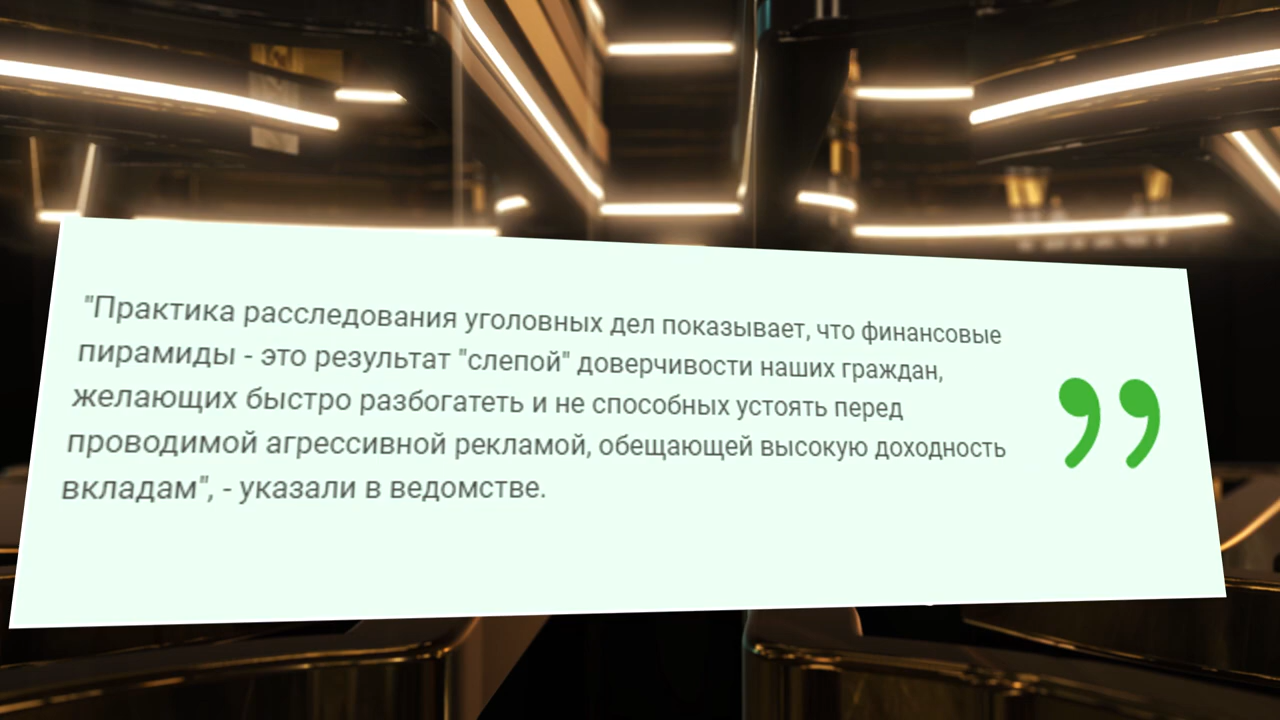 "Практика расследования уголовных дел показывает, что финансовые
пирамиды - это результат "слепой" доверчивости наших граждан,
желающих быстро разбогатеть и не способных устоять перед
проводимой агрессивной рекламой, обещающей высокую доходность
вкладам", - указали в ведомстве.